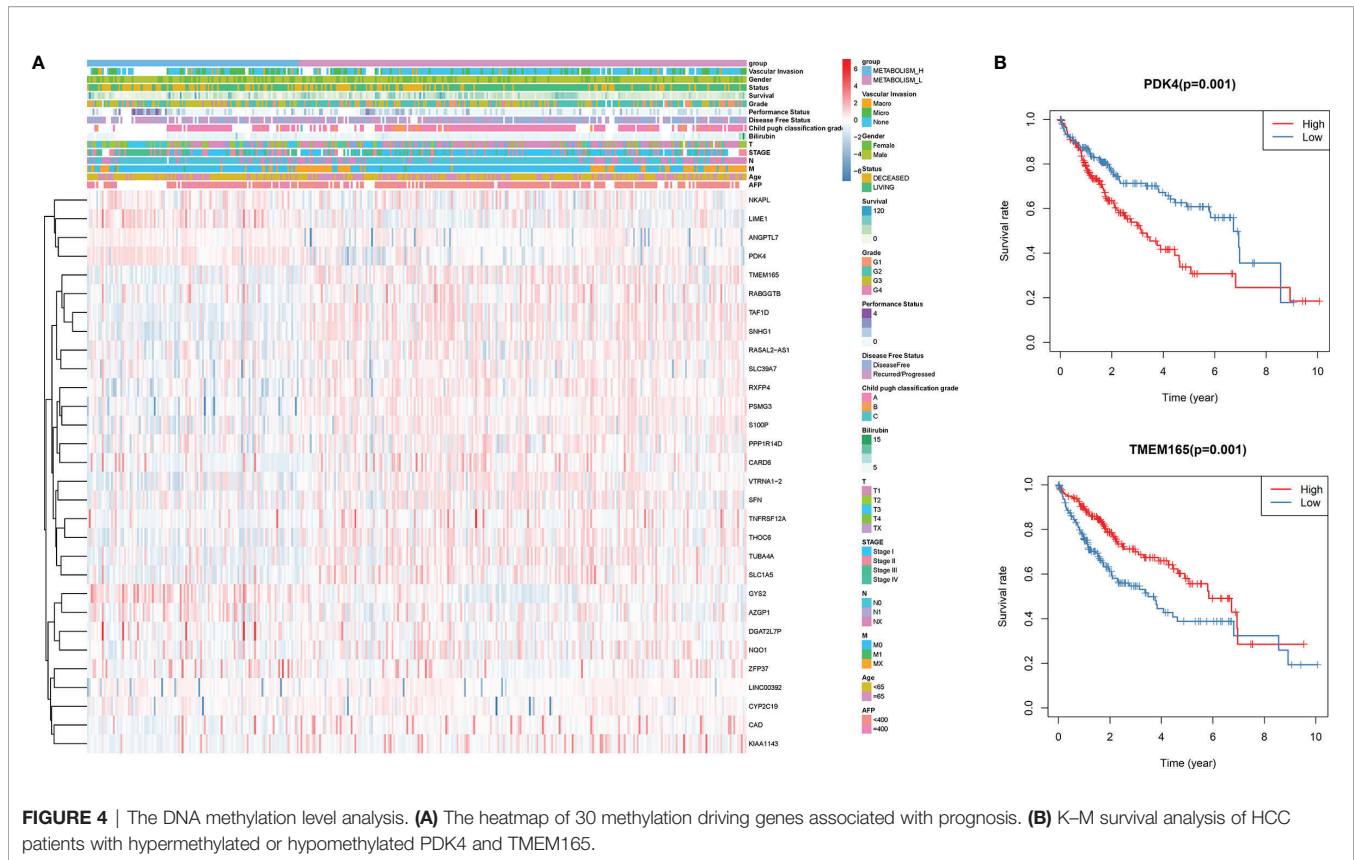 A
group
Vascular Invasion
Gender
Status
Survival
Grade
Performance Status
Disease Free Status
Child pugh classification grade
Bilirubin
T
STAGE
N
M
Age
AFP
NKAPL
LIME1
ANGPTL7
PDK4
TMEM165
RABGGTB
TAF1D
SNHG1
RASAL2-AS1
SLC39A7
RXFP4
PSMG3
S100P
PPP1R14D
CARD6
VTRNA1-2
SFN
TNFRSF12A
THOC6
TUBA4A
SLC1A5
GYS2
AZGP1
DGAT2L7P
NQO1
ZFP37
LINC00392
CYP2C19
CAD
KIAA1143
6
4
2
0
-2
-4
-6
group
METABOLISM_H
METABOLISM_L
Vascular Invasion
Macro
Micro
None
Gender
Female
Male
Status
DECEASED
LIVING
Survival
120
0
Grade
G1
G2
G3
G4
Performance Status
4
0
Disease Free Status
DiseaseFree
Recurred/Progressed
Child pugh classification grade
A
B
C
Bilirubin
15
5
T
T1
T2
T3
T4
TX
STAGE
Stage I
Stage II
Stage III
Stage IV
N
N0
N1
NX
M
M0
M1
MX
Age
<65
=65
AFP
<400
=400
B
PDK4(p=0.001)
High
Low
Survival rate
1.0
0.8
0.6
0.4
0.2
0.0
0 2 4 6 8 10
Time (year)
TMEM165(p=0.001)
High
Low
Survival rate
1.0
0.8
0.6
0.4
0.2
0.0
0 2 4 6 8 10
Time (year)
FIGURE 4 | The DNA methylation level analysis. (A) The heatmap of 30 methylation driving genes associated with prognosis. (B) K–M survival analysis of HCC
patients with hypermethylated or hypomethylated PDK4 and TMEM165.